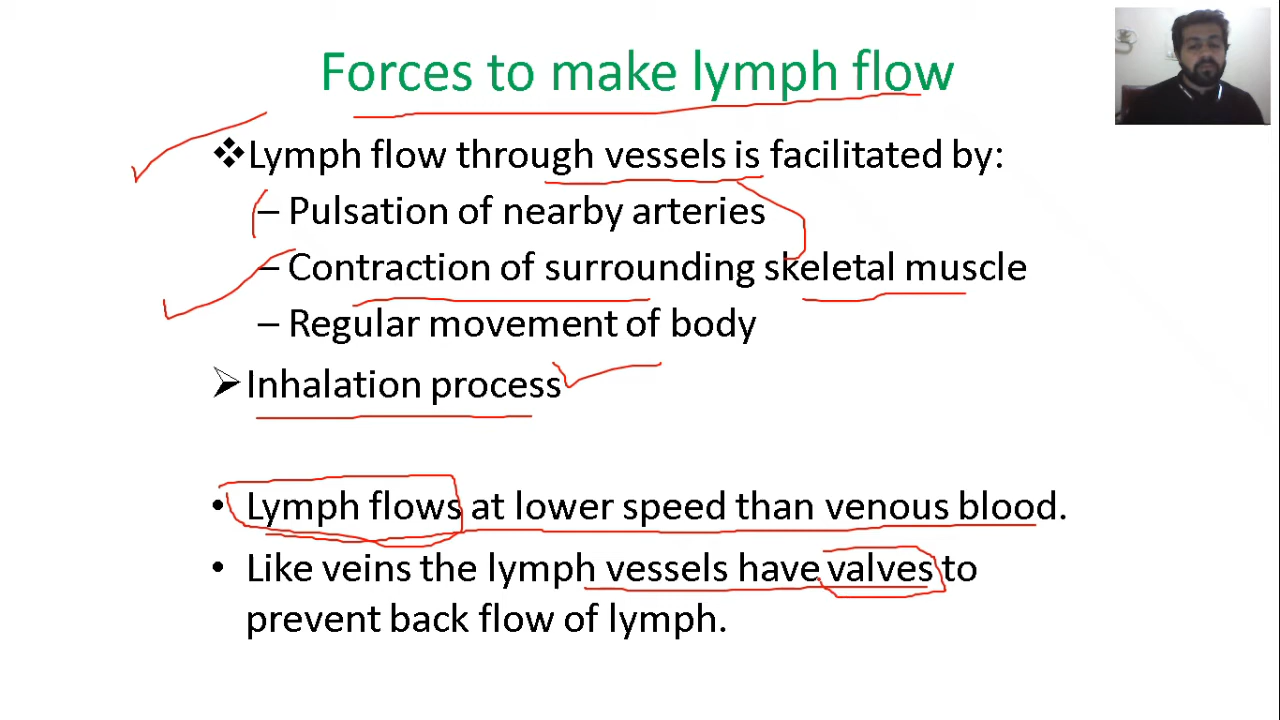 Forces to make lymph flow
❖Lymph flow through vessels is facilitated by:
– Pulsation of nearby arteries
– Contraction of surrounding skeletal muscle
– Regular movement of body
➢Inhalation process
• Lymph flows at lower speed than venous blood.
• Like veins the lymph vessels have valves to
prevent back flow of lymph.